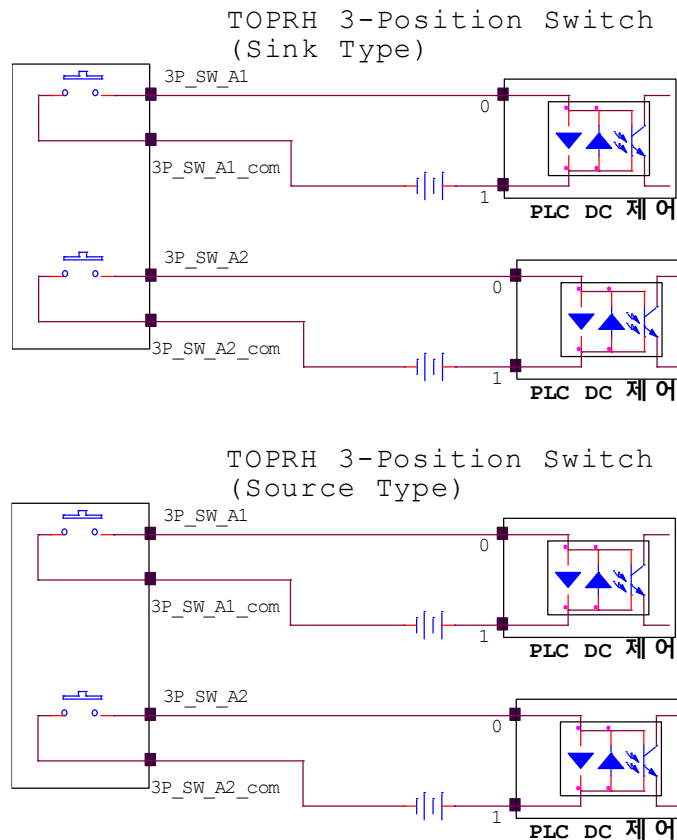 TOPRH 3-Position Switch
(Sink Type)
3P_SW_A1
0
3P_SW_A1_com
1
PLC DC 제어
3P_SW_A2
0
3P_SW_A2_com
1
PLC DC 제어
TOPRH 3-Position Switch
(Source Type)
3P_SW_A1
0
3P_SW_A1_com
1
PLC DC 제어
3P_SW_A2
0
3P_SW_A2_com
1
PLC DC 제어